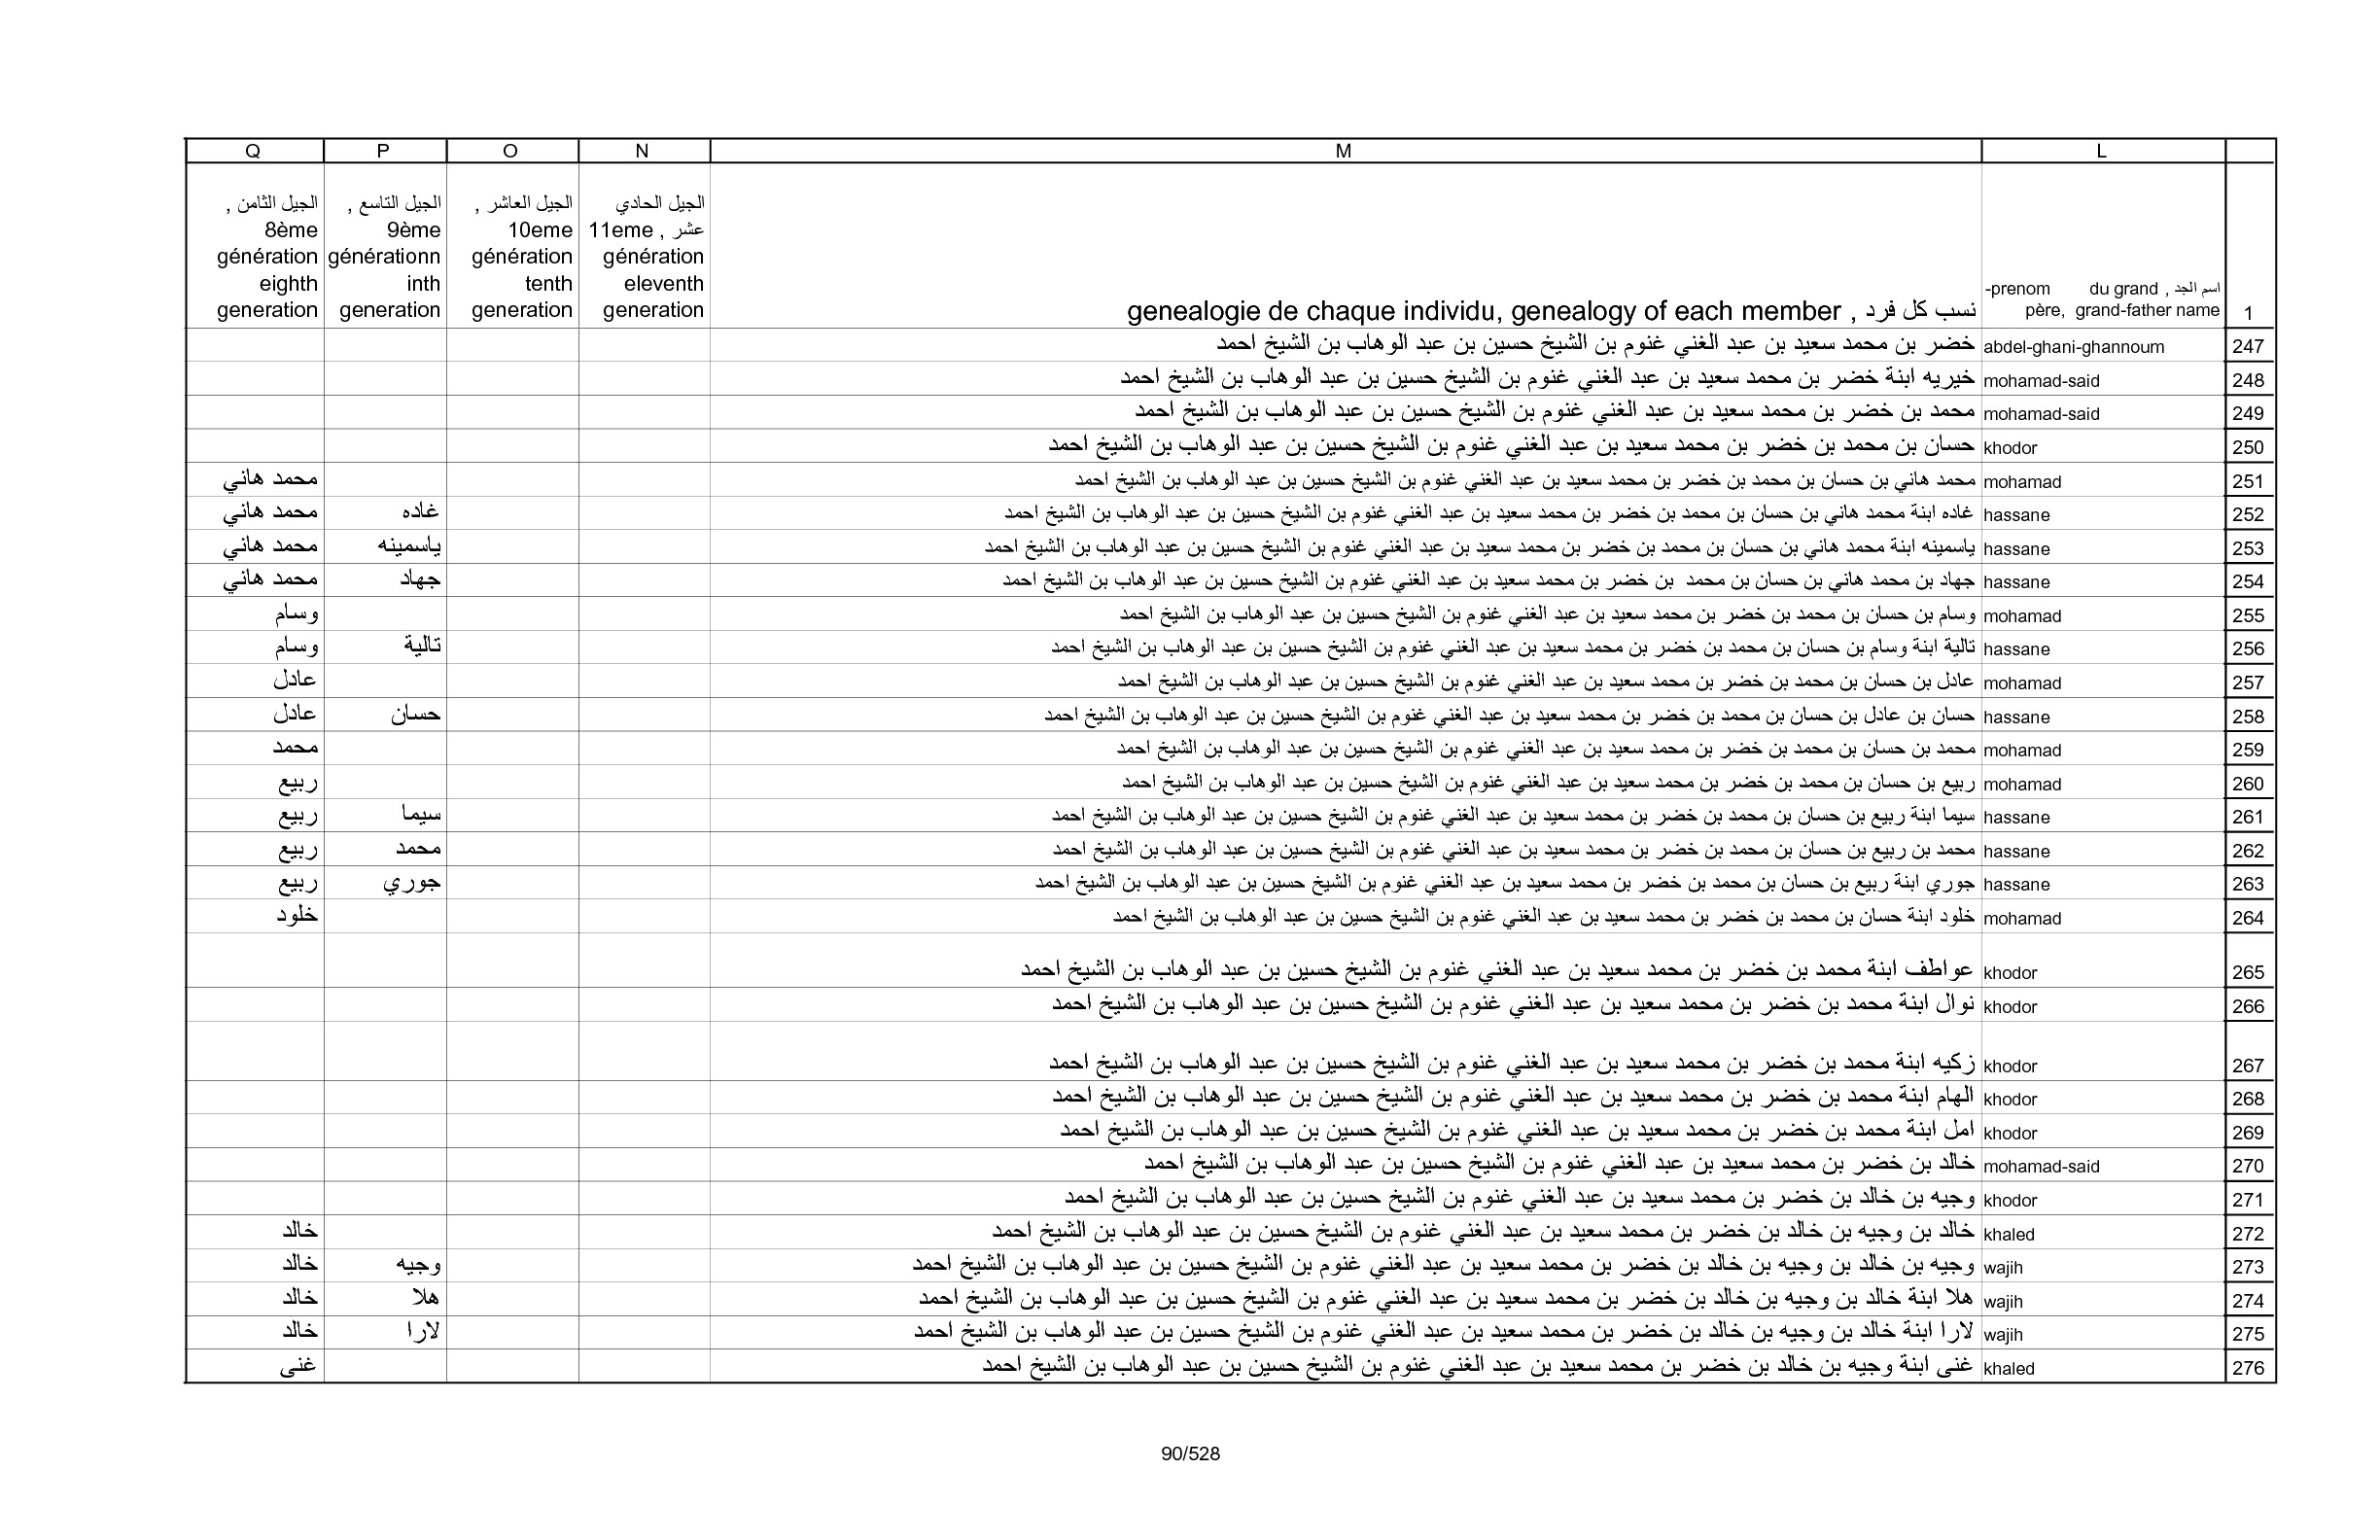 L M N O P Q
1 اسم الجد , prenom- du grand père, grand-father name نسب كل فرد , genealogie de chaque individu, genealogy of each member الجيل الحادي عشر , 11eme génération eleventh generation الجيل العاشر , 10eme génération tenth generation الجيل التاسع , 9ème générationn inth generation الجيل الثامن , 8ème génération eighth generation
247 abdel-ghani-ghannoum خضر بن محمد سعيد بن عبد الغني غنوم بن الشيخ حسين بن عبد الوهاب بن الشيخ احمد
248 mohamad-said خيريه ابنة خضر بن محمد سعيد بن عبد الغني غنوم بن الشيخ حسين بن عبد الوهاب بن الشيخ احمد
249 mohamad-said محمد بن خضر بن محمد سعيد بن عبد الغني غنوم بن الشيخ حسين بن عبد الوهاب بن الشيخ احمد
250 khodor حسان بن محمد بن خضر بن محمد سعيد بن عبد الغني غنوم بن الشيخ حسين بن عبد الوهاب بن الشيخ احمد
251 mohamad محمد هاني بن حسان بن محمد بن خضر بن محمد سعيد بن عبد الغني غنوم بن الشيخ حسين بن عبد الوهاب بن الشيخ احمد محمد هاني
252 hassane غاده ابنة محمد هاني بن حسان بن محمد بن خضر بن محمد سعيد بن عبد الغني غنوم بن الشيخ حسين بن عبد الوهاب بن الشيخ احمد غاده محمد هاني
253 hassane ياسمينه ابنة محمد هاني بن حسان بن محمد بن خضر بن محمد سعيد بن عبد الغني غنوم بن الشيخ حسين بن عبد الوهاب بن الشيخ احمد ياسمينه محمد هاني
254 hassane جهاد بن محمد هاني بن حسان بن محمد بن خضر بن محمد سعيد بن عبد الغني غنوم بن الشيخ حسين بن عبد الوهاب بن الشيخ احمد جهاد محمد هاني
255 mohamad وسام بن حسان بن محمد بن خضر بن محمد سعيد بن عبد الغني غنوم بن الشيخ حسين بن عبد الوهاب بن الشيخ احمد وسام
256 hassane تالية ابنة وسام بن حسان بن محمد بن خضر بن محمد سعيد بن عبد الغني غنوم بن الشيخ حسين بن عبد الوهاب بن الشيخ احمد تالية وسام
257 mohamad عادل بن حسان بن محمد بن خضر بن محمد سعيد بن عبد الغني غنوم بن الشيخ حسين بن عبد الوهاب بن الشيخ احمد عادل
258 hassane حسان بن عادل بن حسان بن محمد بن خضر بن محمد سعيد بن عبد الغني غنوم بن الشيخ حسين بن عبد الوهاب بن الشيخ احمد حسان عادل
259 mohamad محمد بن حسان بن محمد بن خضر بن محمد سعيد بن عبد الغني غنوم بن الشيخ حسين بن عبد الوهاب بن الشيخ احمد محمد
260 mohamad ربيع بن حسان بن محمد بن خضر بن محمد سعيد بن عبد الغني غنوم بن الشيخ حسين بن عبد الوهاب بن الشيخ احمد ربيع
261 hassane سيما ابنة ربيع بن حسان بن محمد بن خضر بن محمد سعيد بن عبد الغني غنوم بن الشيخ حسين بن عبد الوهاب بن الشيخ احمد سيما ربيع
262 hassane محمد بن ربيع بن حسان بن محمد بن خضر بن محمد سعيد بن عبد الغني غنوم بن الشيخ حسين بن عبد الوهاب بن الشيخ احمد محمد ربيع
263 hassane جوري ابنة ربيع بن حسان بن محمد بن خضر بن محمد سعيد بن عبد الغني غنوم بن الشيخ حسين بن عبد الوهاب بن الشيخ احمد جوري ربيع
264 mohamad خلود ابنة حسان بن محمد بن خضر بن محمد سعيد بن عبد الغني غنوم بن الشيخ حسين بن عبد الوهاب بن الشيخ احمد خلود
265 khodor عواطف ابنة محمد بن خضر بن محمد سعيد بن عبد الغني غنوم بن الشيخ حسين بن عبد الوهاب بن الشيخ احمد
266 khodor نوال ابنة محمد بن خضر بن محمد سعيد بن عبد الغني غنوم بن الشيخ حسين بن عبد الوهاب بن الشيخ احمد
267 khodor زكيه ابنة محمد بن خضر بن محمد سعيد بن عبد الغني غنوم بن الشيخ حسين بن عبد الوهاب بن الشيخ احمد
268 khodor الهام ابنة محمد بن خضر بن محمد سعيد بن عبد الغني غنوم بن الشيخ حسين بن عبد الوهاب بن الشيخ احمد
269 khodor امل ابنة محمد بن خضر بن محمد سعيد بن عبد الغني غنوم بن الشيخ حسين بن عبد الوهاب بن الشيخ احمد
270 mohamad-said خالد بن خضر بن محمد سعيد بن عبد الغني غنوم بن الشيخ حسين بن عبد الوهاب بن الشيخ احمد
271 khodor وجيه بن خالد بن خضر بن محمد سعيد بن عبد الغني غنوم بن الشيخ حسين بن عبد الوهاب بن الشيخ احمد
272 khaled خالد بن وجيه بن خالد بن خضر بن محمد سعيد بن عبد الغني غنوم بن الشيخ حسين بن عبد الوهاب بن الشيخ احمد خالد
273 wajih وجيه بن خالد بن وجيه بن خالد بن خضر بن محمد سعيد بن عبد الغني غنوم بن الشيخ حسين بن عبد الوهاب بن الشيخ احمد وجيه خالد
274 wajih هلا ابنة خالد بن وجيه بن خالد بن خضر بن محمد سعيد بن عبد الغني غنوم بن الشيخ حسين بن عبد الوهاب بن الشيخ احمد هلا خالد
275 wajih لارا ابنة خالد بن وجيه بن خالد بن خضر بن محمد سعيد بن عبد الغني غنوم بن الشيخ حسين بن عبد الوهاب بن الشيخ احمد لارا خالد
276 khaled غنى ابنة وجيه بن خالد بن خضر بن محمد سعيد بن عبد الغني غنوم بن الشيخ حسين بن عبد الوهاب بن الشيخ احمد غنى
90/528